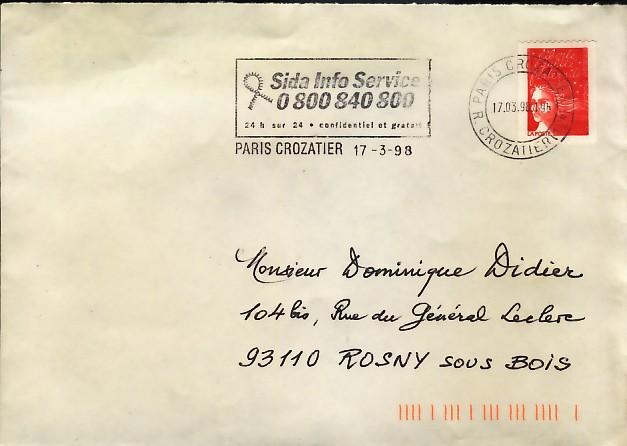 Sida Info Service
0 800 840 800
24 h sur 24 • confidentiel et gratuit
PARIS CROZATIER 17-3-98
PARIS CROZATIER
17.03.98
R CROZATIER
LA POSTE
Monsieur Dominique Didier
104 bis, Rue du Général Leclerc
93110 ROSNY SOUS BOIS